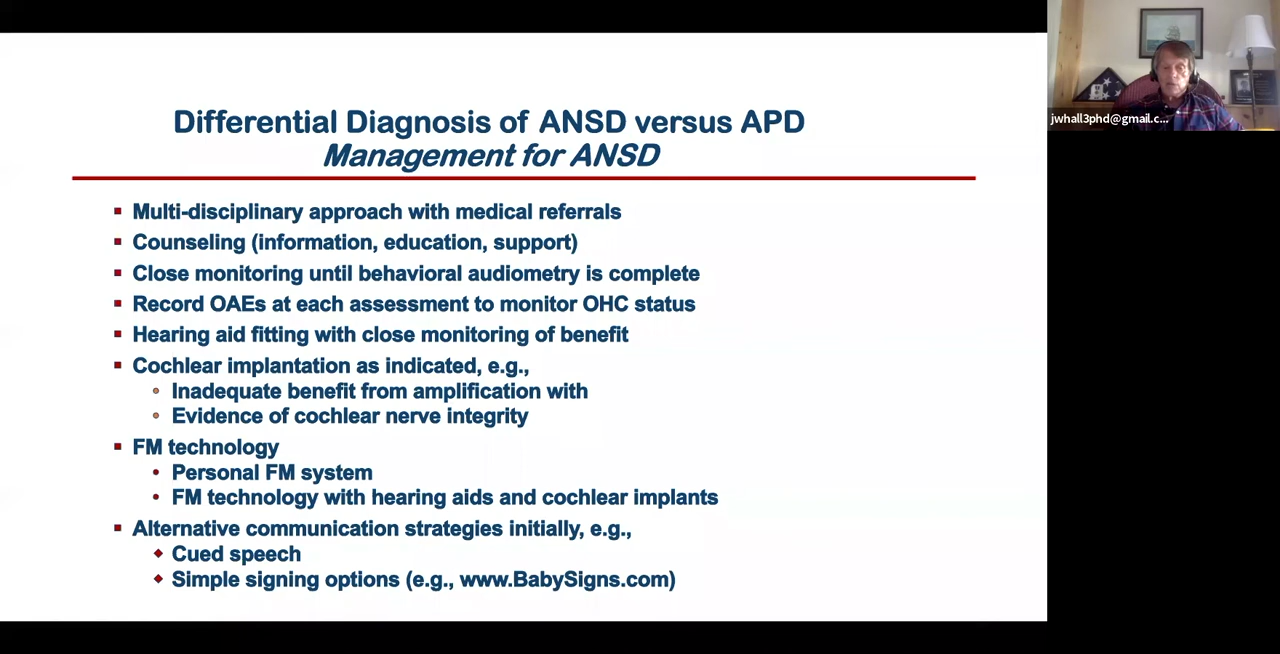 Differential Diagnosis of ANSD versus APD
Management for ANSD
Multi-disciplinary approach with medical referrals
Counseling (information, education, support)
Close monitoring until behavioral audiometry is complete
Record OAEs at each assessment to monitor OHC status
Hearing aid fitting with close monitoring of benefit
Cochlear implantation as indicated, e.g.,
Inadequate benefit from amplification with
Evidence of cochlear nerve integrity
FM technology
Personal FM system
FM technology with hearing aids and cochlear implants
Alternative communication strategies initially, e.g.,
Cued speech
Simple signing options (e.g., www.BabySigns.com)
jwhall3phd@gmail.c...